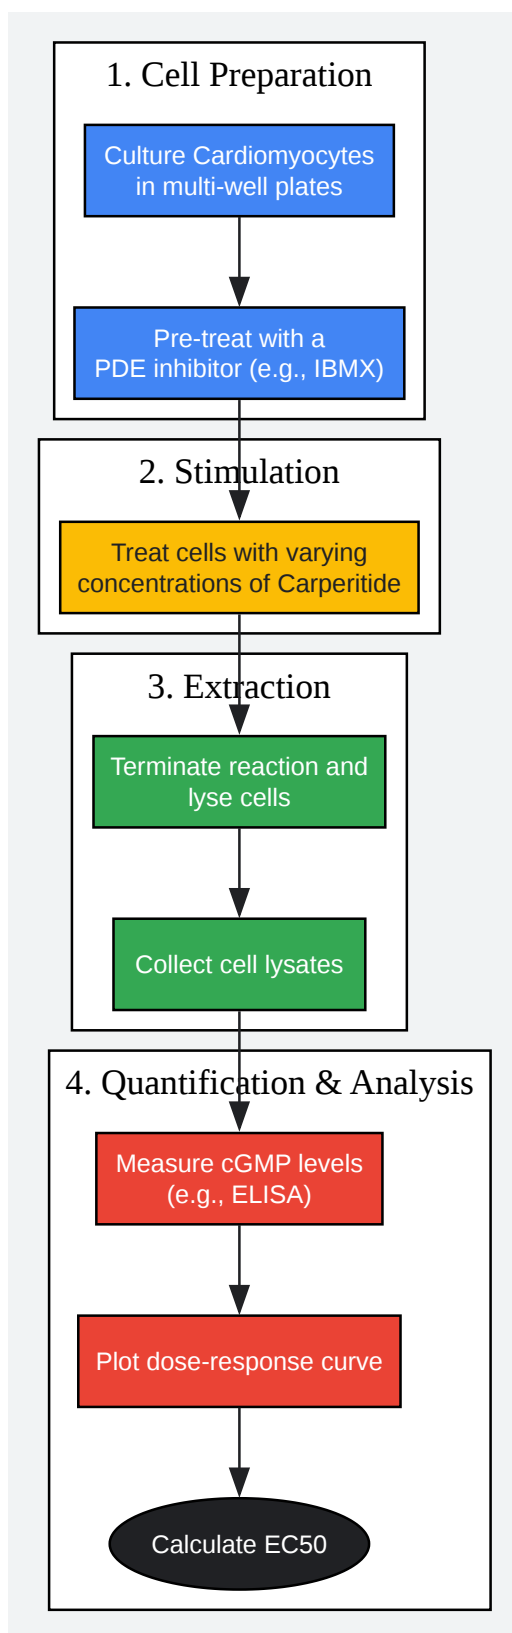 1. Cell Preparation
Culture Cardiomyocytes
in multi-well plates
Pre-treat with a
PDE inhibitor (e.g., IBMX)
2. Stimulation
Treat cells with varying
concentrations of Carperitide
3. Extraction
Terminate reaction and
lyse cells
Collect cell lysates
4. Quantification & Analysis
Measure cGMP levels
(e.g., ELISA)
Plot dose-response curve
Calculate EC50